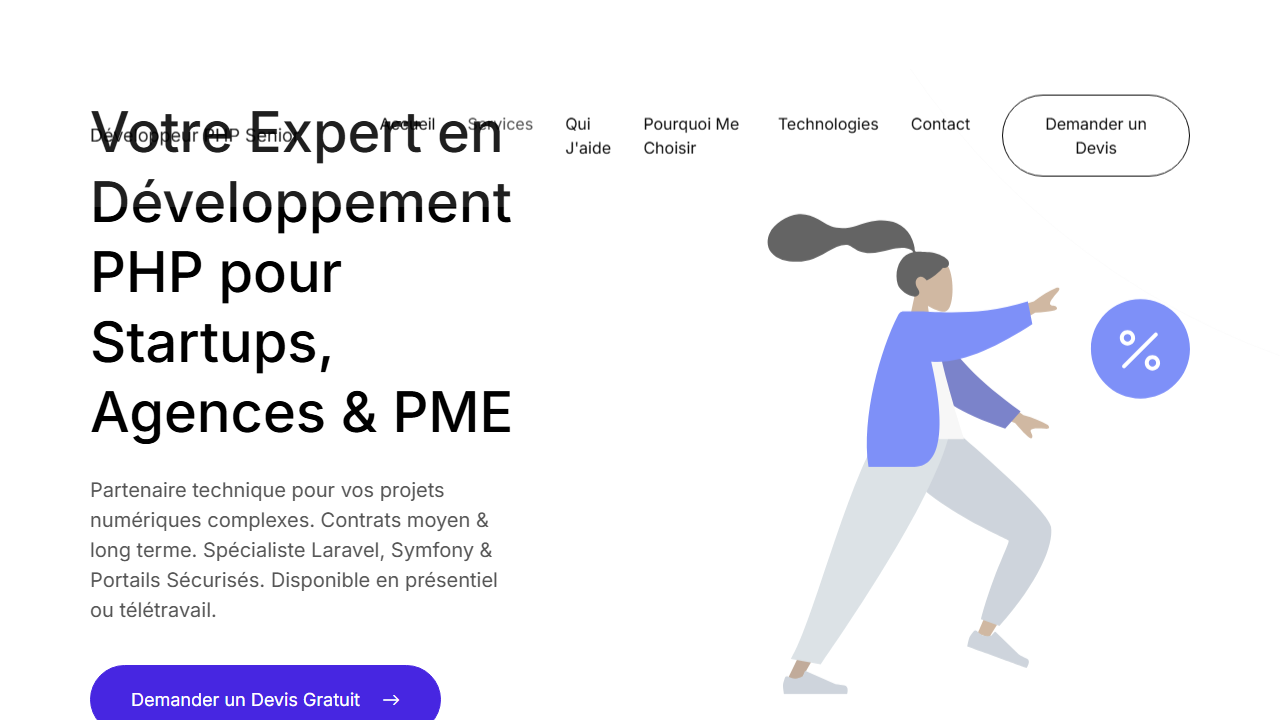 Développeur PHP Senior
Accueil
Services
Qui
J'aide
Pourquoi Me
Choisir
Technologies
Contact
Demander un
Devis
Votre Expert en
Développement
PHP pour
Startups,
Agences & PME
Partenaire technique pour vos projets
numériques complexes. Contrats moyen &
long terme. Spécialiste Laravel, Symfony &
Portails Sécurisés. Disponible en présentiel
ou télétravail.
Demander un Devis Gratuit →
%